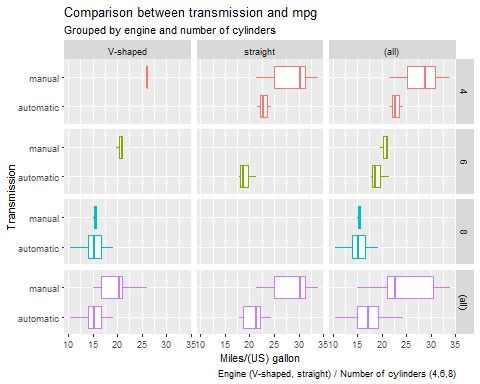 Comparison between transmission and mpg
Grouped by engine and number of cylinders
V-shaped straight (all)
manual
automatic
4
manual
automatic
6
manual
automatic
8
manual
automatic
(all)
Transmission
10 15 20 25 30 35 10 15 20 25 30 35 10 15 20 25 30 35
Miles/(US) gallon
Engine (V-shaped, straight) / Number of cylinders (4,6,8)